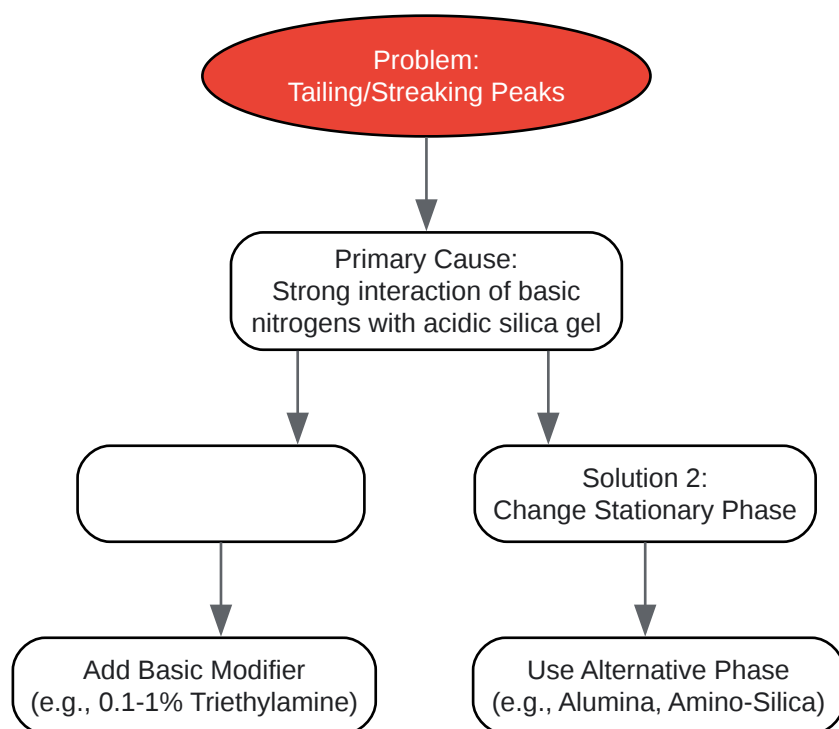 Problem:
Tailing/Streaking Peaks
Primary Cause:
Strong interaction of basic
nitrogens with acidic silica gel
Solution 2:
Change Stationary Phase
Add Basic Modifier
(e.g., 0.1-1% Triethylamine)
Use Alternative Phase
(e.g., Alumina, Amino-Silica)